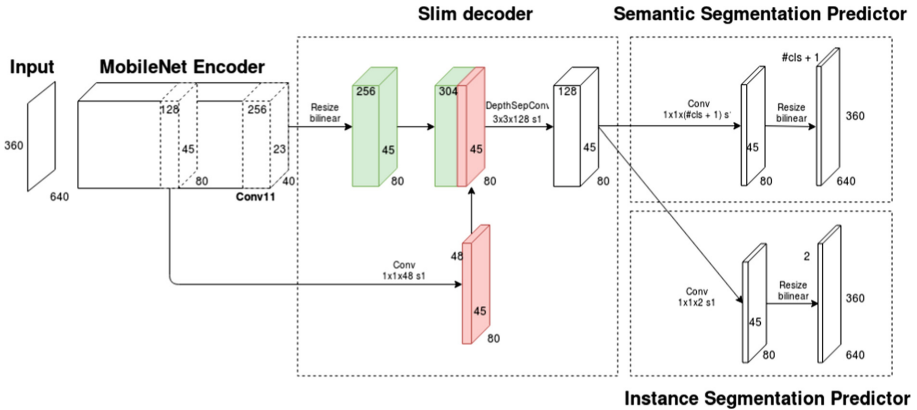 Slim decoder
Semantic Segmentation Predictor
Input
MobileNet Encoder
#cls + 1
128
256
256
304
128
Resize
bilinear
DepthSepConv
3x3x128 s1
Conv
1x1x(#cls + 1) s
Resize
bilinear
360
360
45
23
45
45
45
45
80
40
80
80
80
80
640
640
Conv11
48
2
Conv
1x1x48 s1
45
80
Conv
1x1x2 s1
Resize
bilinear
360
45
80
640
Instance Segmentation Predictor